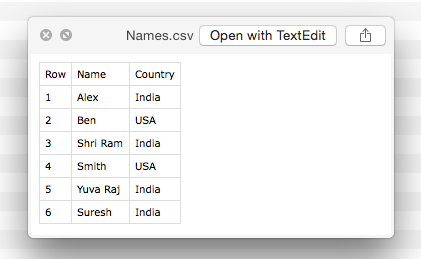 Names.csv Open with TextEdit
Row Name Country
1 Alex India
2 Ben USA
3 Shri Ram India
4 Smith USA
5 Yuva Raj India
6 Suresh India